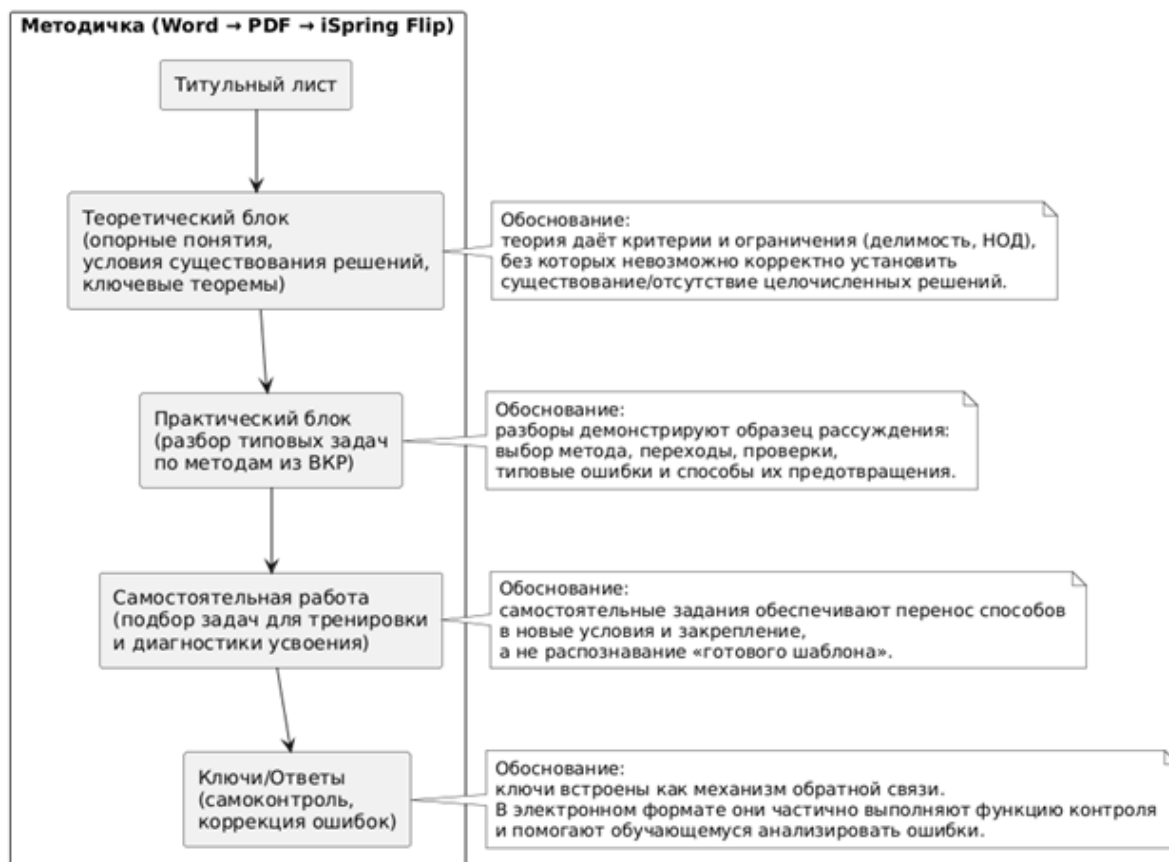 Методичка (Word → PDF → iSpring Flip)
Титульный лист
Теоретический блок
(опорные понятия,
условия существования решений,
ключевые теоремы)
Обоснование:
теория даёт критерии и ограничения (делимость, НОД),
без которых невозможно корректно установить
существование/отсутствие целочисленных решений.
Практический блок
(разбор типовых задач
по методам из ВКР)
Обоснование:
разборы демонстрируют образец рассуждения:
выбор метода, переходы, проверки,
типовые ошибки и способы их предотвращения.
Самостоятельная работа
(подбор задач для тренировки
и диагностики усвоения)
Обоснование:
самостоятельные задания обеспечивают перенос способов
в новые условия и закрепление,
а не распознавание «готового шаблона».
Ключи/Ответы
(самоконтроль,
коррекция ошибок)
Обоснование:
ключи встроены как механизм обратной связи.
В электронном формате они частично выполняют функцию контроля
и помогают обучающемуся анализировать ошибки.